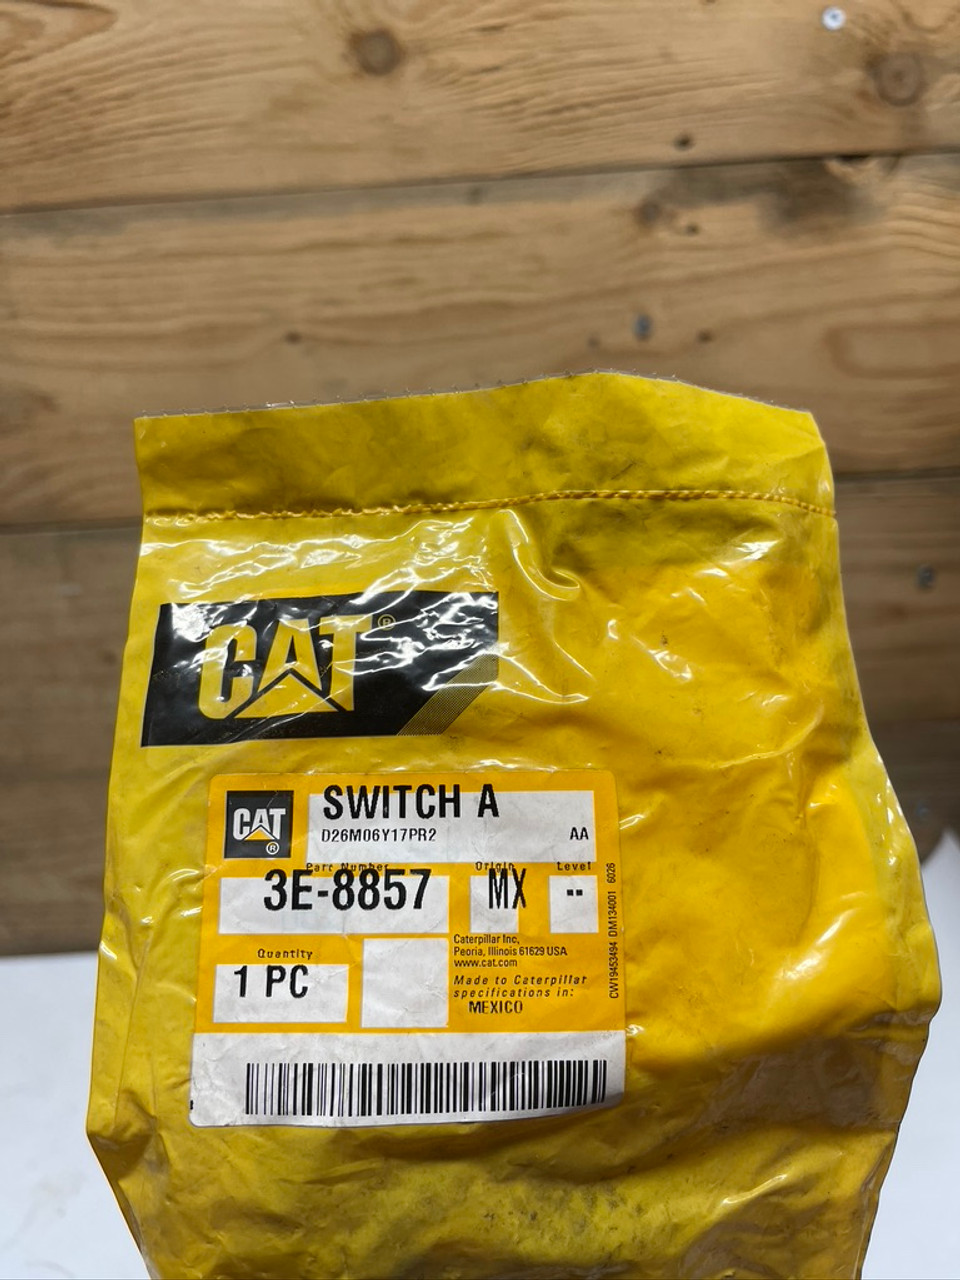 CAT®
CAT®
SWITCH A
D26M06Y17PR2 AA
Part Number Origin Level
3E-8857 MX --
Quantity
1 PC
Caterpillar Inc,
Peoria, Illinois 61629 USA
www.cat.com
Made to Caterpillar
specifications in:
MEXICO
CW19453494 DM134001 6026